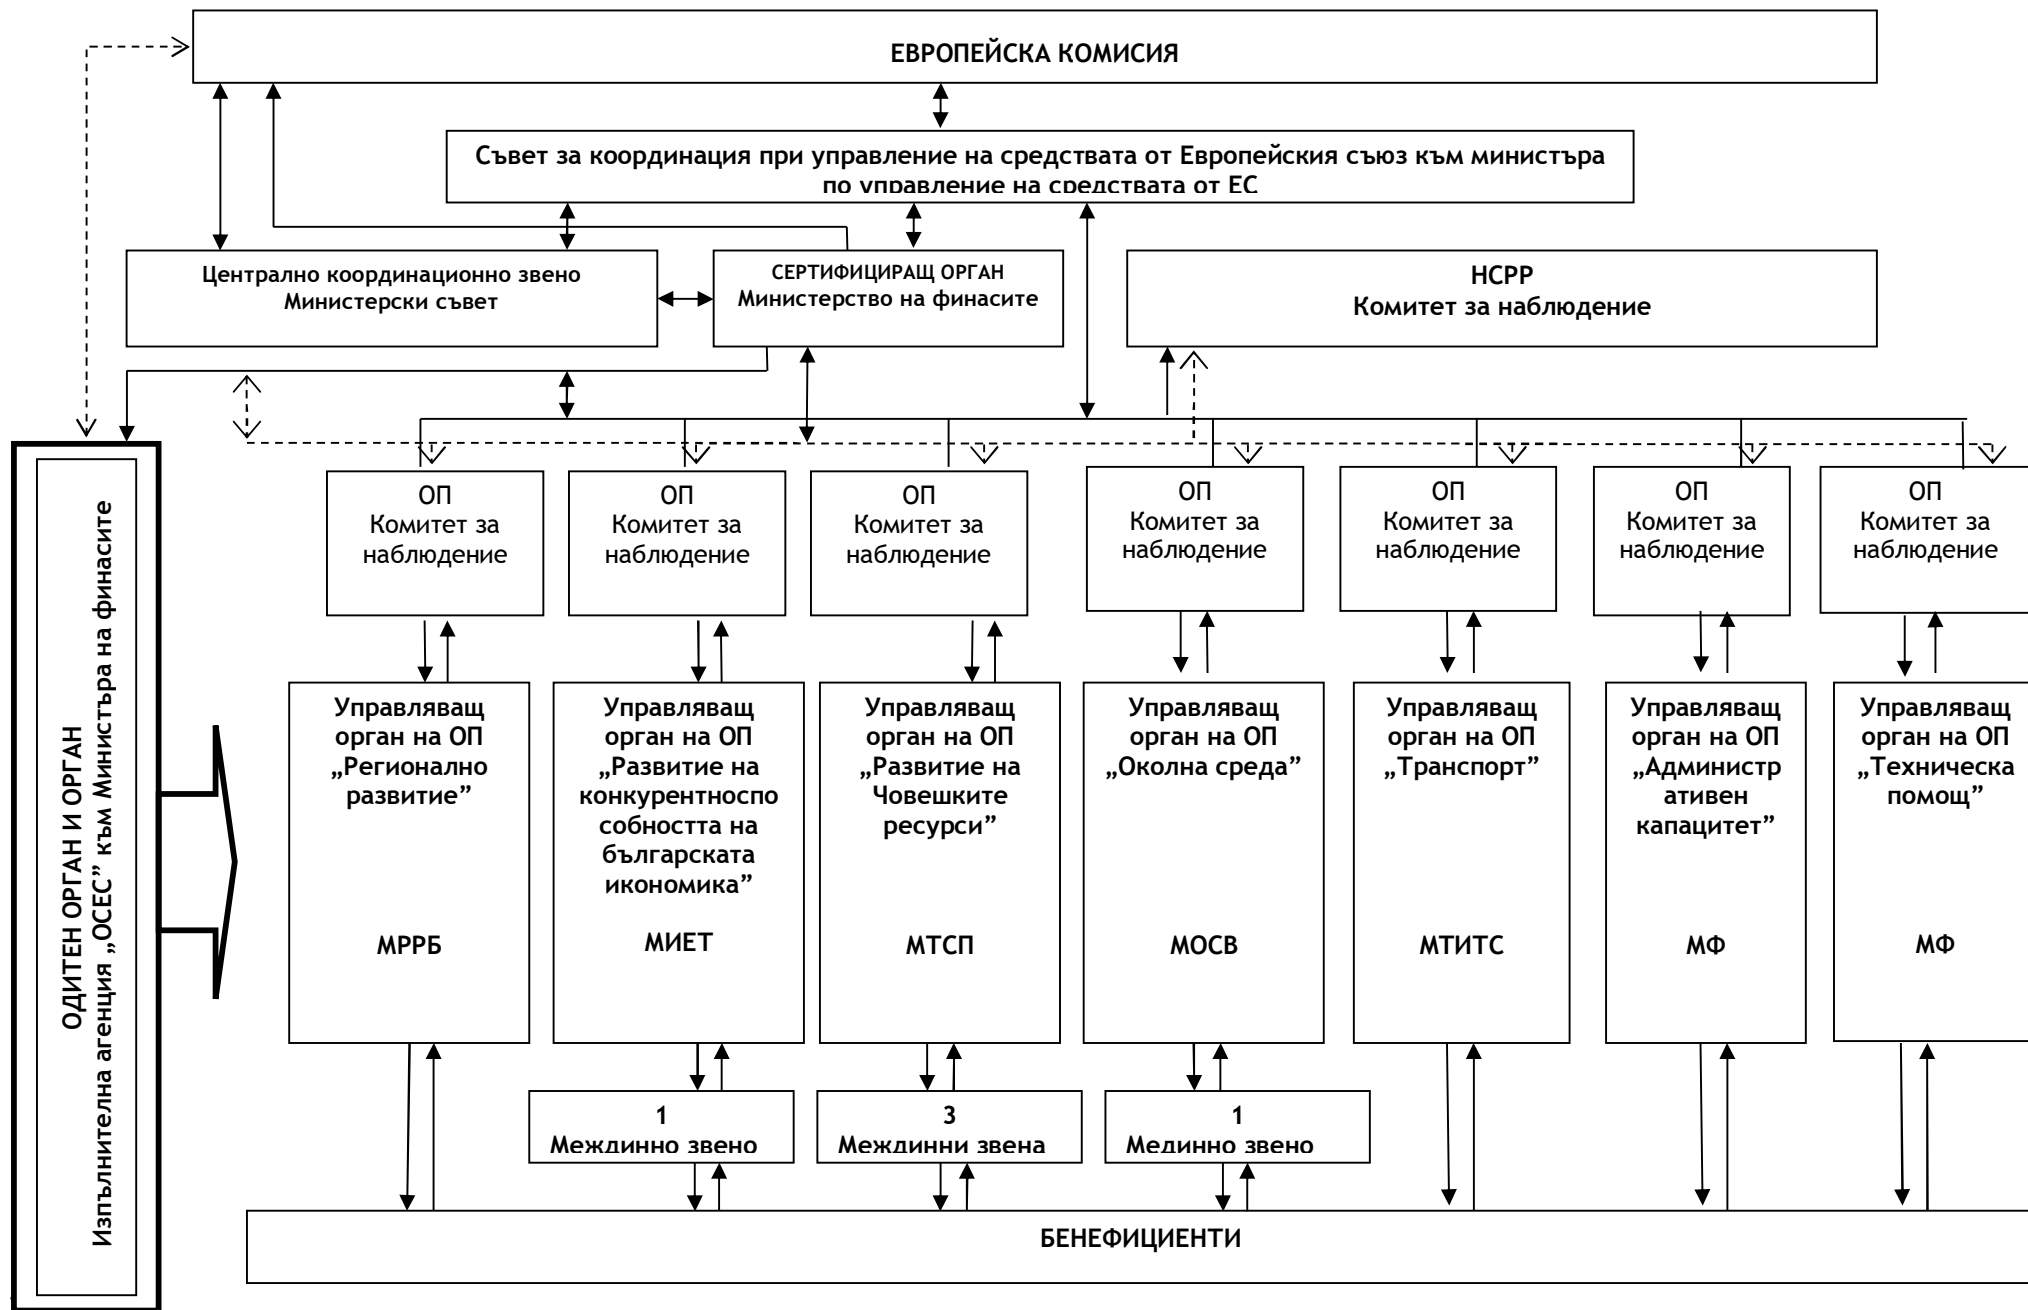 ЕВРОПЕЙСКА КОМИСИЯ
Съвет за координация при управление на средствата от Европейския съюз към министъра
по управление на средствата от ЕС
Централно координационно звено
Министерски съвет
СЕРТИФИЦИРАЩ ОРГАН
Министерство на финасите
НСРР
Комитет за наблюдение
ОДИТЕН ОРГАН И ОРГАН
Изпълнителна агенция „ОСЕС” към Министъра на финасите
ОП
Комитет за
наблюдение
ОП
Комитет за
наблюдение
ОП
Комитет за
наблюдение
ОП
Комитет за
наблюдение
ОП
Комитет за
наблюдение
ОП
Комитет за
наблюдение
ОП
Комитет за
наблюдение
Управляващ
орган на ОП
„Регионално
развитие”
МРРБ
Управляващ
орган на ОП
„Развитие на
конкурентноспо
собността на
българската
икономика”
МИЕТ
Управляващ
орган на ОП
„Развитие на
Човешките
ресурси”
МТСП
Управляващ
орган на ОП
„Околна среда”
МОСВ
Управляващ
орган на ОП
„Транспорт”
МТИТС
Управляващ
орган на ОП
„Администр
ативен
капацитет”
МФ
Управляващ
орган на ОП
„Техническа
помощ”
МФ
1
Междинно звено
3
Междинни звена
1
Мединно звено
БЕНЕФИЦИЕНТИ